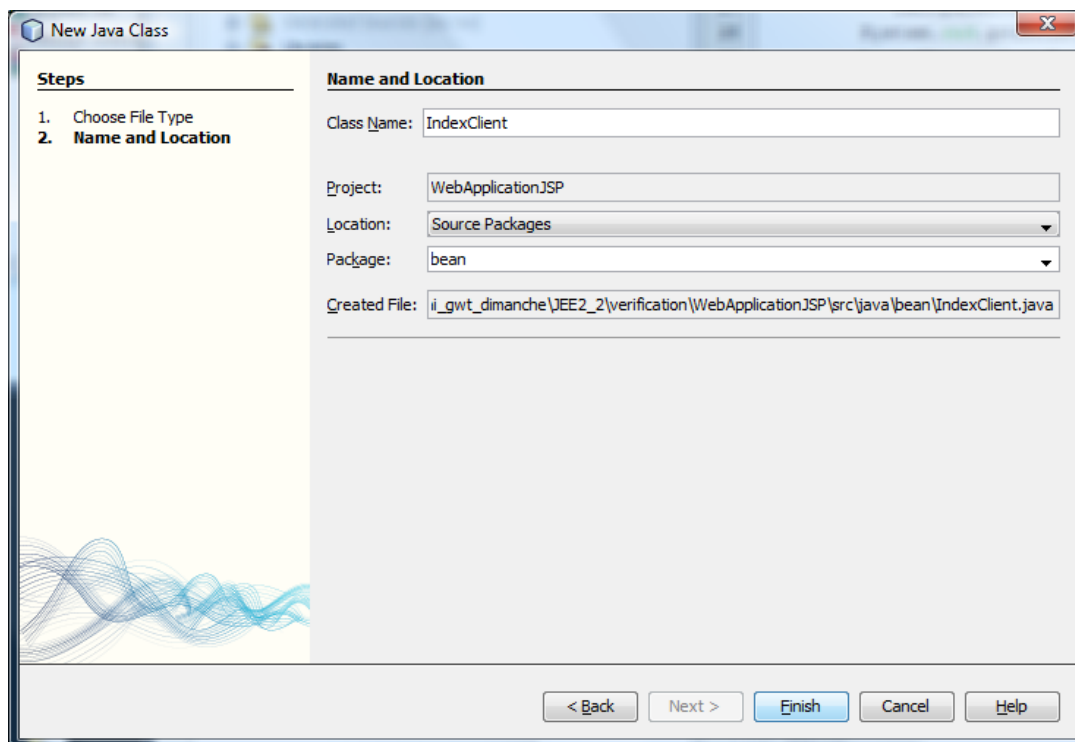 New Java Class
Steps
1. Choose File Type
2. Name and Location
Name and Location
Class Name: IndexClient
Project: WebApplicationJSP
Location: Source Packages
Package: bean
Created File: ii_gwt_dimanche\JEE2_2\verification\WebApplicationJSP\src\java\bean\IndexClient.java
< Back Next > Finish Cancel Help